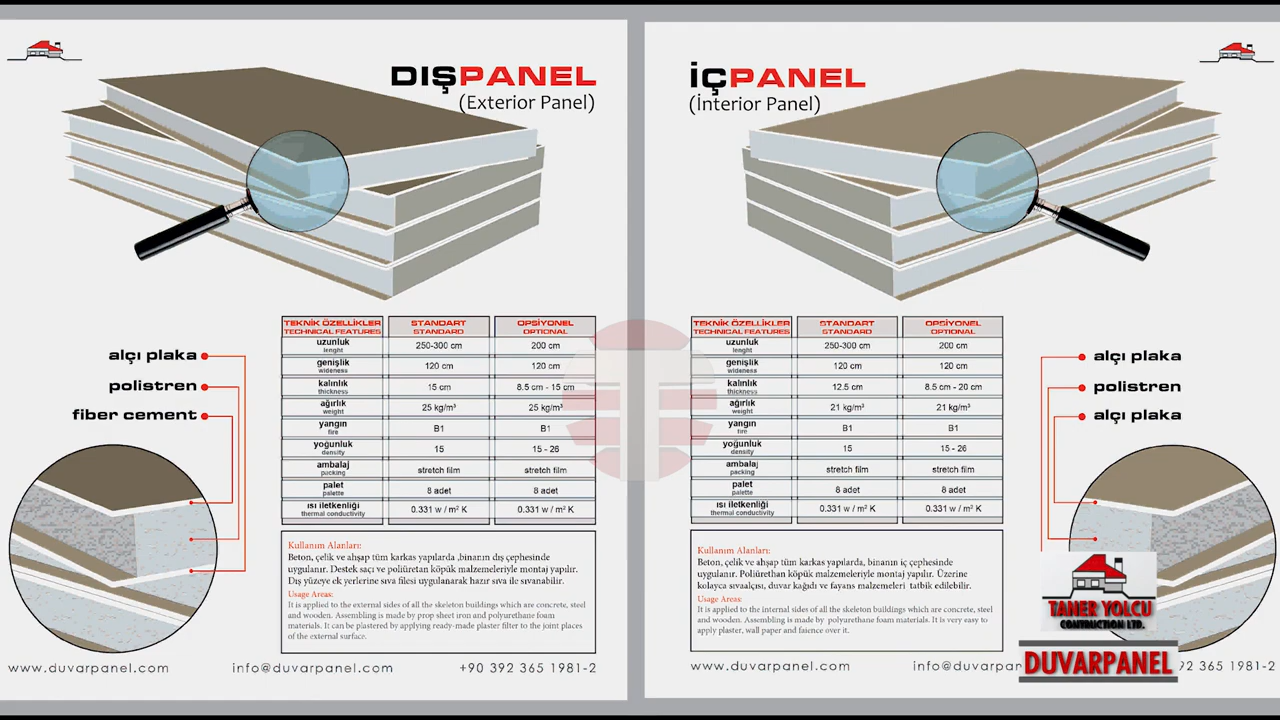 DIŞPANEL
(Exterior Panel)
alçı plaka
polistren
fiber cement
TEKNİK ÖZELLİKLER STANDART OPSİYONEL
TECHNICAL FEATURES STANDARD OPTIONAL
uzunluk 250-300 cm 200 cm
lenght
genişlik 120 cm 120 cm
wideness
kalınlık 15 cm 8.5 cm - 15 cm
thickness
ağırlık 25 kg/m³ 25 kg/m³
weight
yangın B1 B1
fire
yoğunluk 15 15 - 26
density
ambalaj stretch film stretch film
packing
palet 8 adet 8 adet
palette
ısı iletkenliği 0.331 w / m² K 0.331 w / m² K
thermal conductivity
Kullanım Alanları:
Beton, çelik ve ahşap tüm karkas yapılarda ,binanın dış çephesinde
uygulanır. Destek saçı ve poliüretan köpük malzemeleriyle montaj yapılır.
Dış yüzeye ek yerlerine sıva filesi uygulanarak hazır sıva ile sıvanabilir.
Usage Areas:
It is applied to the external sides of all the skeleton buildings which are concrete, steel
and wooden. Assembling is made by prop sheet iron and polyurethane foam
materials. It can be plastered by applying ready-made plaster filter to the joint places
of the external surface.
www.duvarpanel.com info@duvarpanel.com +90 392 365 1981-2
İÇPANEL
(İnterior Panel)
TEKNİK ÖZELLİKLER STANDART OPSİYONEL
TECHNICAL FEATURES STANDARD OPTIONAL
uzunluk 250-300 cm 200 cm
lenght
genişlik 120 cm 120 cm
wideness
kalınlık 12.5 cm 8.5 cm - 20 cm
thickness
ağırlık 21 kg/m³ 21 kg/m³
weight
yangın B1 B1
fire
yoğunluk 15 15 - 26
density
ambalaj stretch film stretch film
packing
palet 8 adet 8 adet
palette
ısı iletkenliği 0.331 w / m² K 0.331 w / m² K
thermal conductivity
alçı plaka
polistren
alçı plaka
Kullanım Alanları:
Beton, çelik ve ahşap tüm karkas yapılarda, binanın iç çephesinde
uygulanır. Poliürethan köpük malzemeleriyle montaj yapılır. Üzerine
kolayca sıvaalçısı, duvar kağıdı ve fayans malzemeleri tatbik edilebilir.
Usage Areas:
It is applied to the internal sides of all the skeleton buildings which are concrete, steel
and wooden. Assembling is made by polyurethane foam materials. It is very easy to
apply plaster, wall paper and faience over it.
www.duvarpanel.com info@duvarpan 92 365 1981-2
TANER YOLCU
CONTRUCTION LTD.
DUVARPANEL